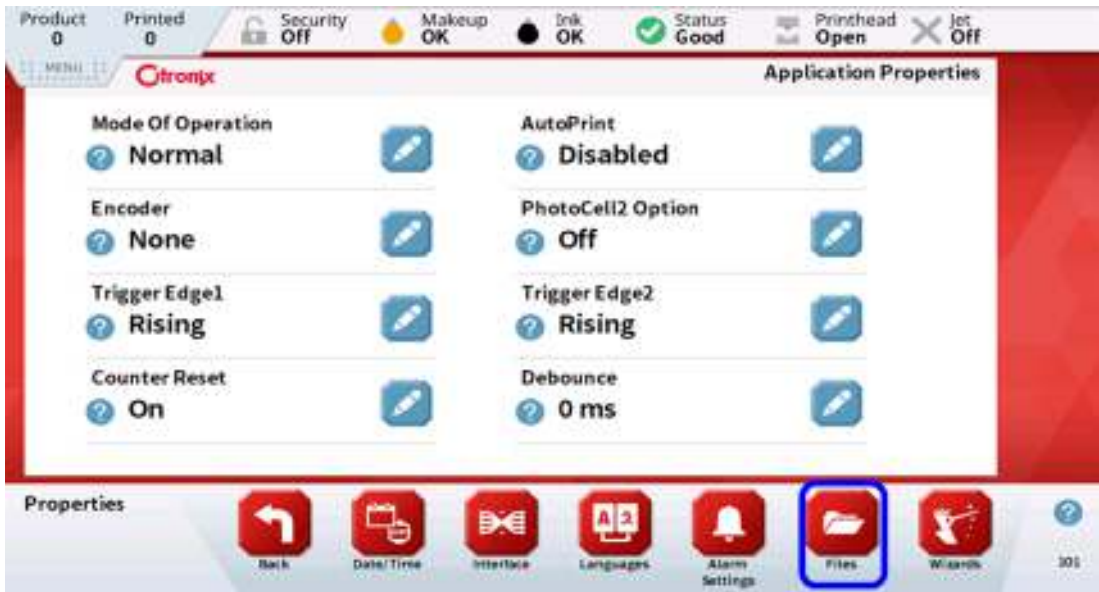 Product Printed Security Makeup Ink Status Printhead Jet
0 0 Off OK OK Good Open Off
MENU Citronix Application Properties
Mode Of Operation AutoPrint
Normal Disabled
Encoder PhotoCell2 Option
None Off
Trigger Edge1 Trigger Edge2
Rising Rising
Counter Reset Debounce
On 0 ms
Properties
Back Date/Time Interface Languages Alarm Settings Files Wizards 101